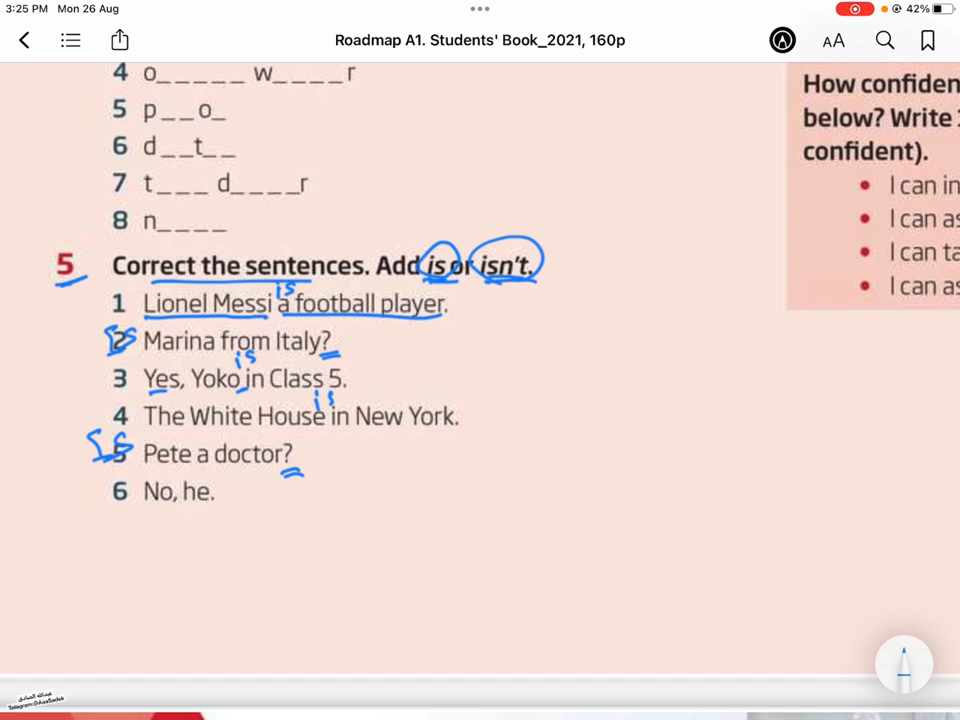 3:25 PM Mon 26 Aug
42%
Roadmap A1. Students' Book_2021, 160p
AA
4 o_ _ _ _ _ w_ _ _ _r
5 p_ _o_
6 d_ _t_ _
7 t_ _ _ d_ _ _ _r
8 n_ _ _ _
How confiden
below? Write
confident).
• I can in
• I can as
• I can ta
• I can as
5 Correct the sentences. Add is or isn't.
is
1 Lionel Messi a football player.
Is
2 Marina from Italy?
is
3 Yes, Yoko in Class 5.
is
4 The White House in New York.
Is
5 Pete a doctor?
6 No, he.
عبدالله الصادق
Telegram:@AaaSadek